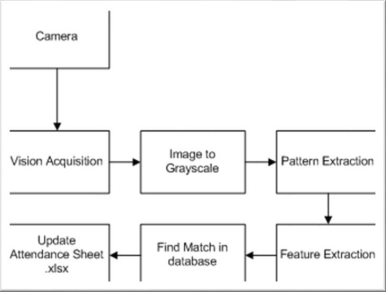 Camera
Vision Acquisition
Image to
Grayscale
Pattern Extraction
Update
Attendance Sheet
.xlsx
Find Match in
database
Feature Extraction